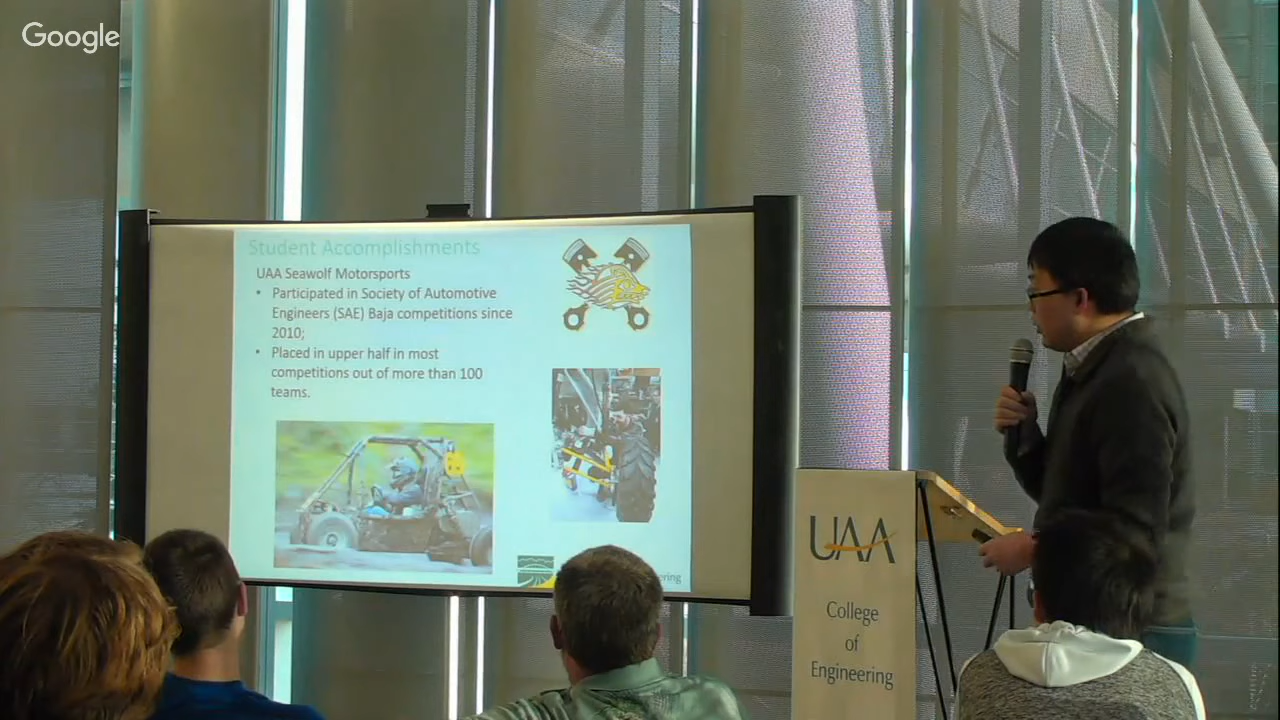 Google
Student Accomplishments
UAA Seawolf Motorsports
• Participated in Society of Automotive
Engineers (SAE) Baja competitions since
2010;
• Placed in upper half in most
competitions out of more than 100
teams.
UAA
College
of
Engineering